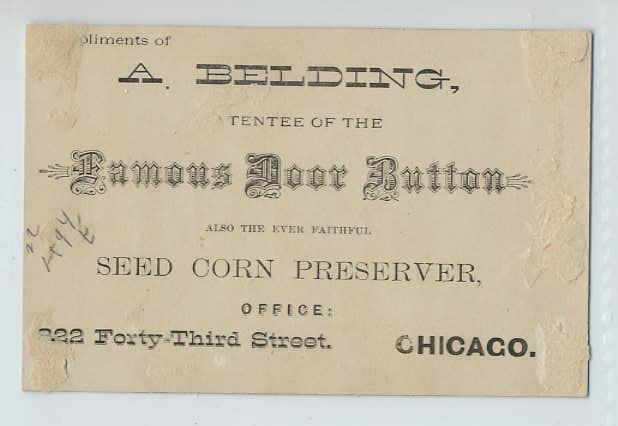 pliments of
A. BELDING,
TENTEE OF THE
Famous Door Button
ALSO THE EVER FAITHFUL
SEED CORN PRESERVER,
OFFICE:
222 Forty-Third Street. CHICAGO.